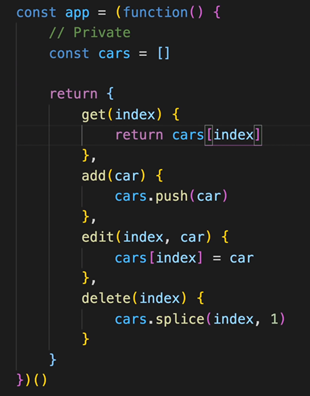 const app = (function() {
    // Private
    const cars = []

    return {
        get(index) {
            return cars[index]
        },
        add(car) {
            cars.push(car)
        },
        edit(index, car) {
            cars[index] = car
        },
        delete(index) {
            cars.splice(index, 1)
        }
    }
})()